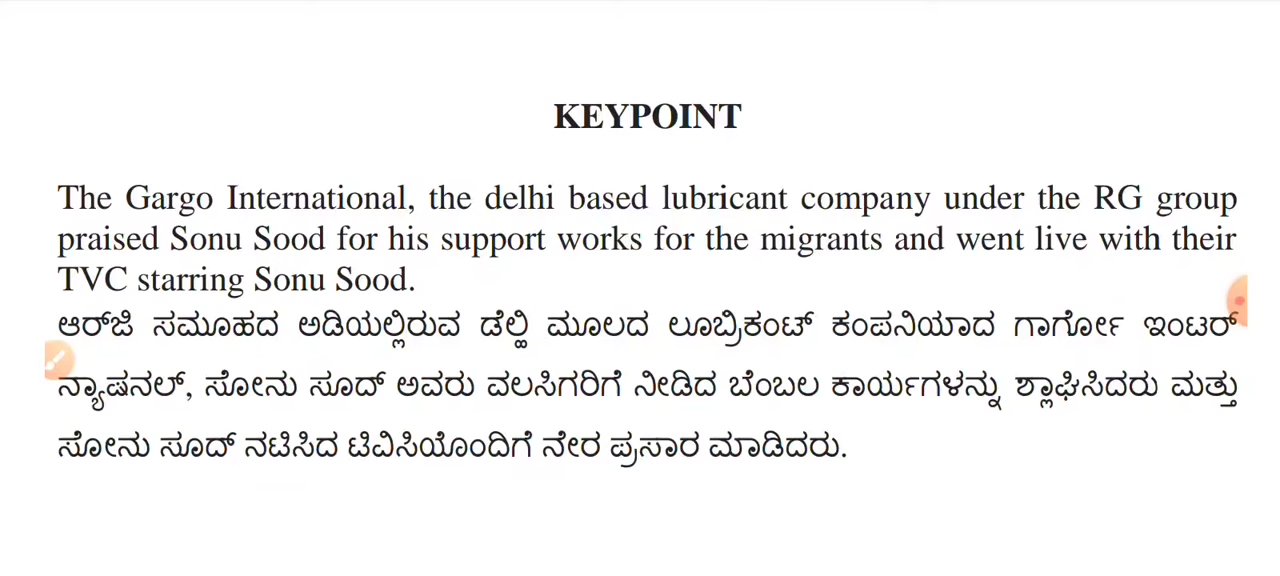 KEYPOINT
The Gargo International, the delhi based lubricant company under the RG group
praised Sonu Sood for his support works for the migrants and went live with their
TVC starring Sonu Sood.
ಆರ್‌ಜಿ ಸಮೂಹದ ಅಡಿಯಲ್ಲಿರುವ ಡೆಲ್ಹಿ ಮೂಲದ ಲೂಬ್ರಿಕಂಟ್ ಕಂಪನಿಯಾದ ಗಾರ್ಗೋ ಇಂಟರ್
ನ್ಯಾಷನಲ್, ಸೋನು ಸೂದ್ ಅವರು ವಲಸಿಗರಿಗೆ ನೀಡಿದ ಬೆಂಬಲ ಕಾರ್ಯಗಳನ್ನು ಶ್ಲಾಘಿಸಿದರು ಮತ್ತು
ಸೋನು ಸೂದ್ ನಟಿಸಿದ ಟಿವಿಸಿಯೊಂದಿಗೆ ನೇರ ಪ್ರಸಾರ ಮಾಡಿದರು.